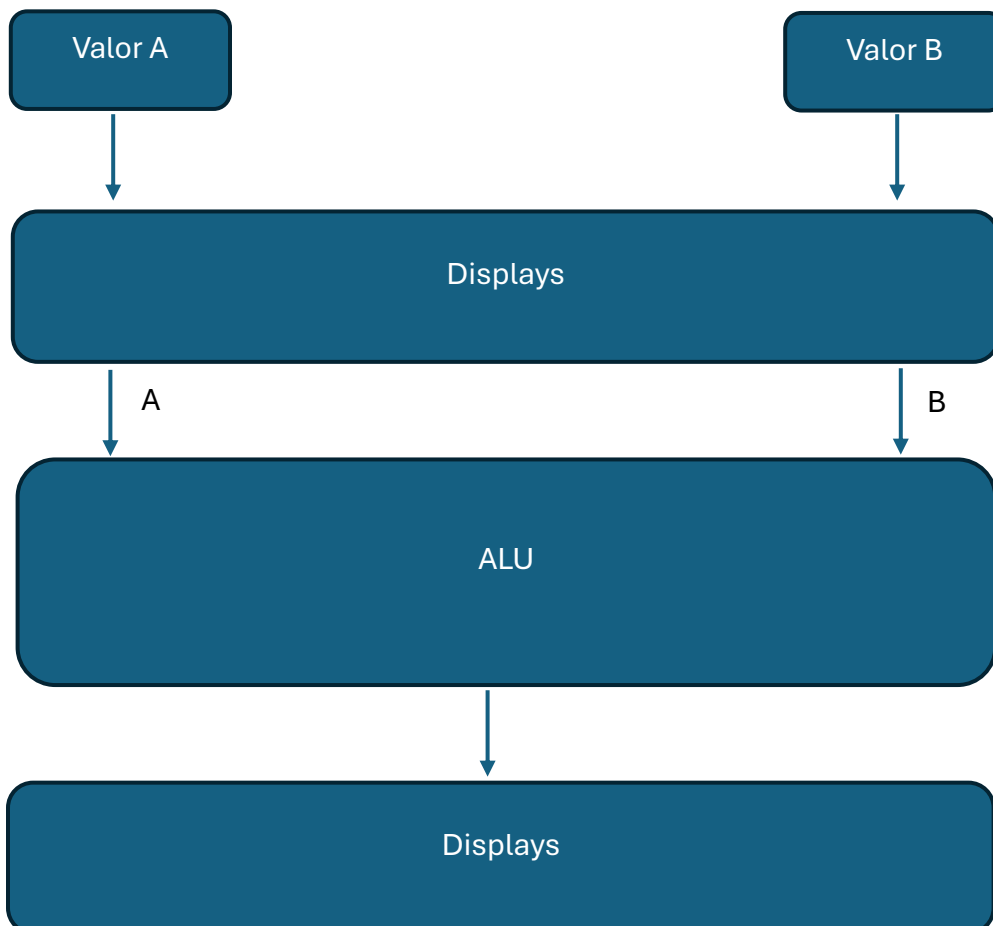 Valor A
Valor B
Displays
A
B
ALU
Displays